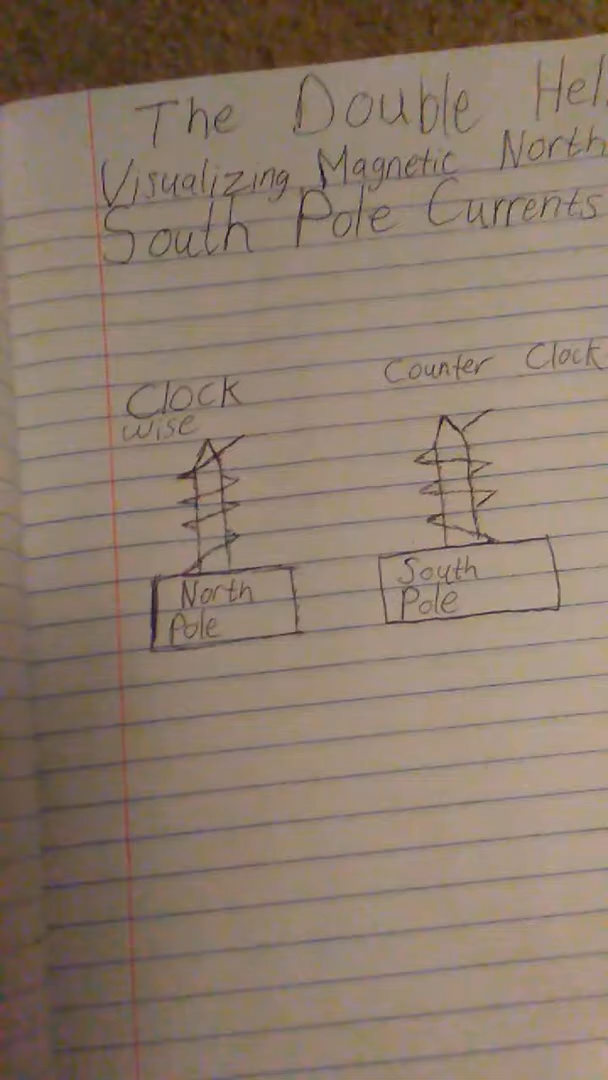 The Double Hel
Visualizing Magnetic North
South Pole Currents
Clock
wise
Counter Clock
North
Pole
South
Pole